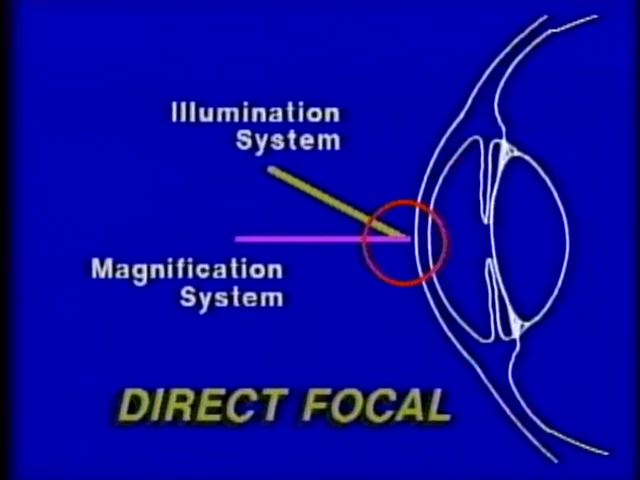 Illumination
System
Magnification
System
DIRECT FOCAL